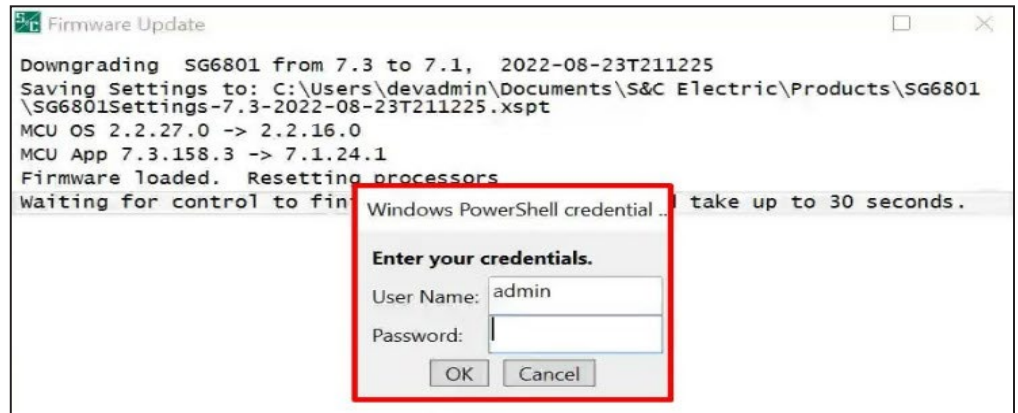 S/C Firmware Update
Downgrading SG6801 from 7.3 to 7.1, 2022-08-23T211225
Saving Settings to: C:\Users\devadmin\Documents\S&C Electric\Products\SG6801
\SG6801Settings-7.3-2022-08-23T211225.xspt
MCU OS 2.2.27.0 -> 2.2.16.0
MCU App 7.3.158.3 -> 7.1.24.1
Firmware loaded. Resetting processors
Waiting for control to fin take up to 30 seconds.
Windows PowerShell credential ..
Enter your credentials.
User Name: admin
Password:
OK Cancel